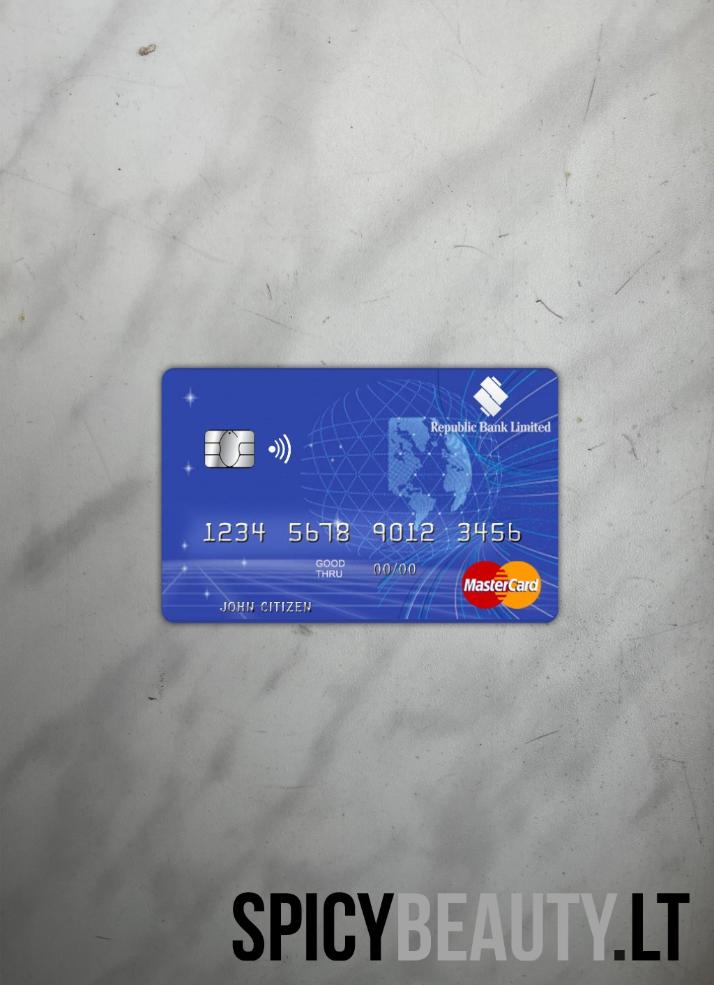 Republic Bank Limited
1234 5678 9012 3456
GOOD
THRU
00/00
MasterCard
JOHN CITIZEN
SPICYBEAUTY.LT